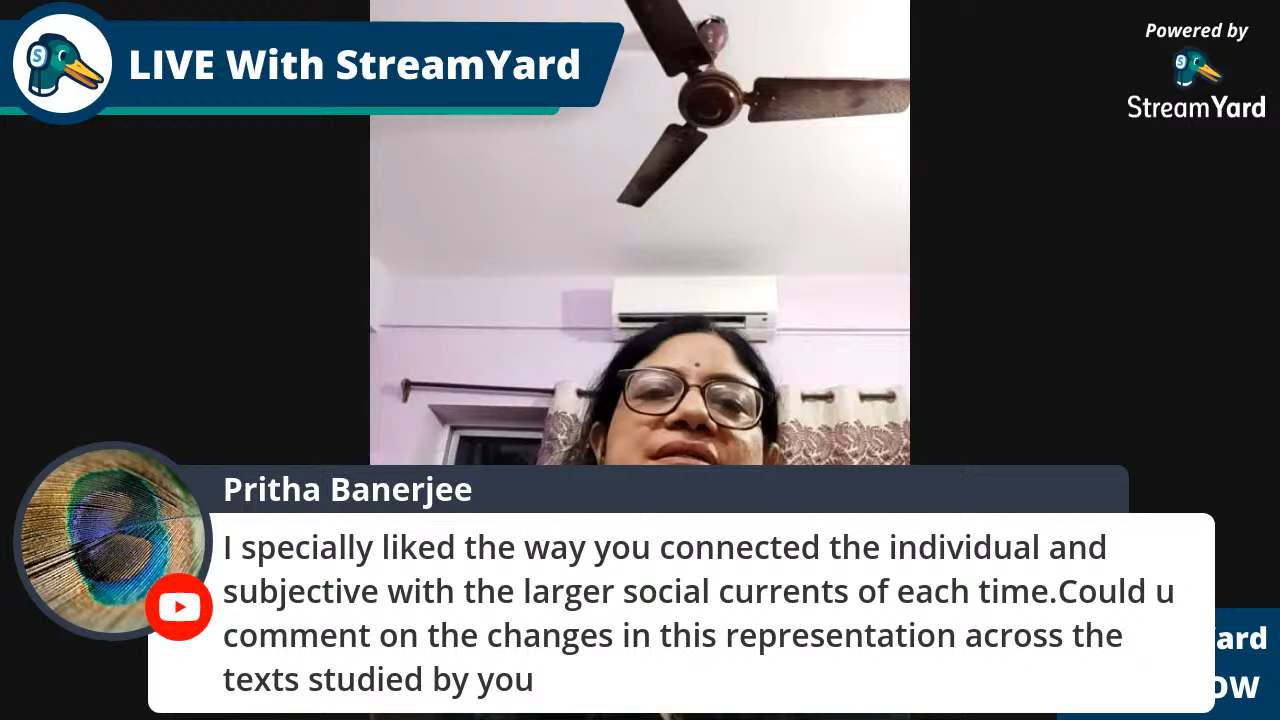 LIVE With StreamYard
Powered by
StreamYard
Pritha Banerjee
I specially liked the way you connected the individual and
subjective with the larger social currents of each time.Could u
comment on the changes in this representation across the
texts studied by you